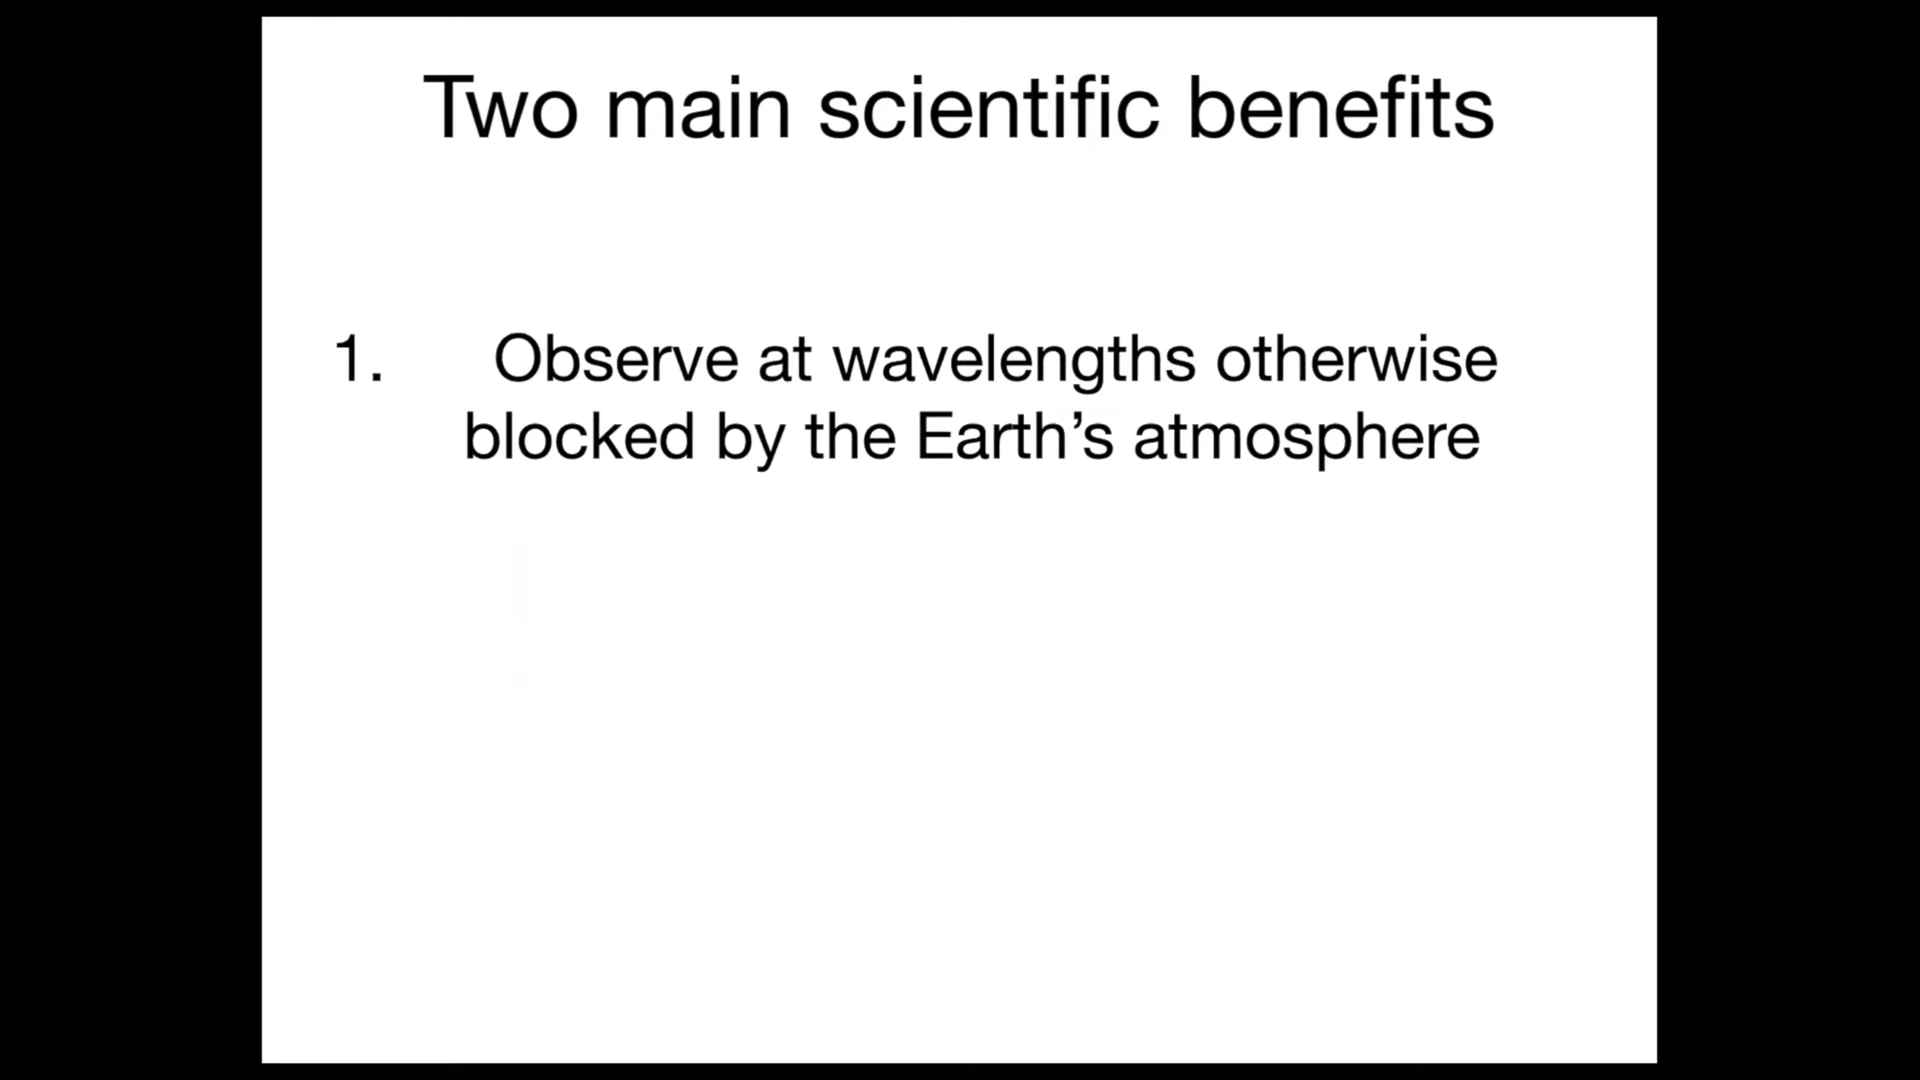 Two main scientific benefits
1. Observe at wavelengths otherwise
blocked by the Earth’s atmosphere